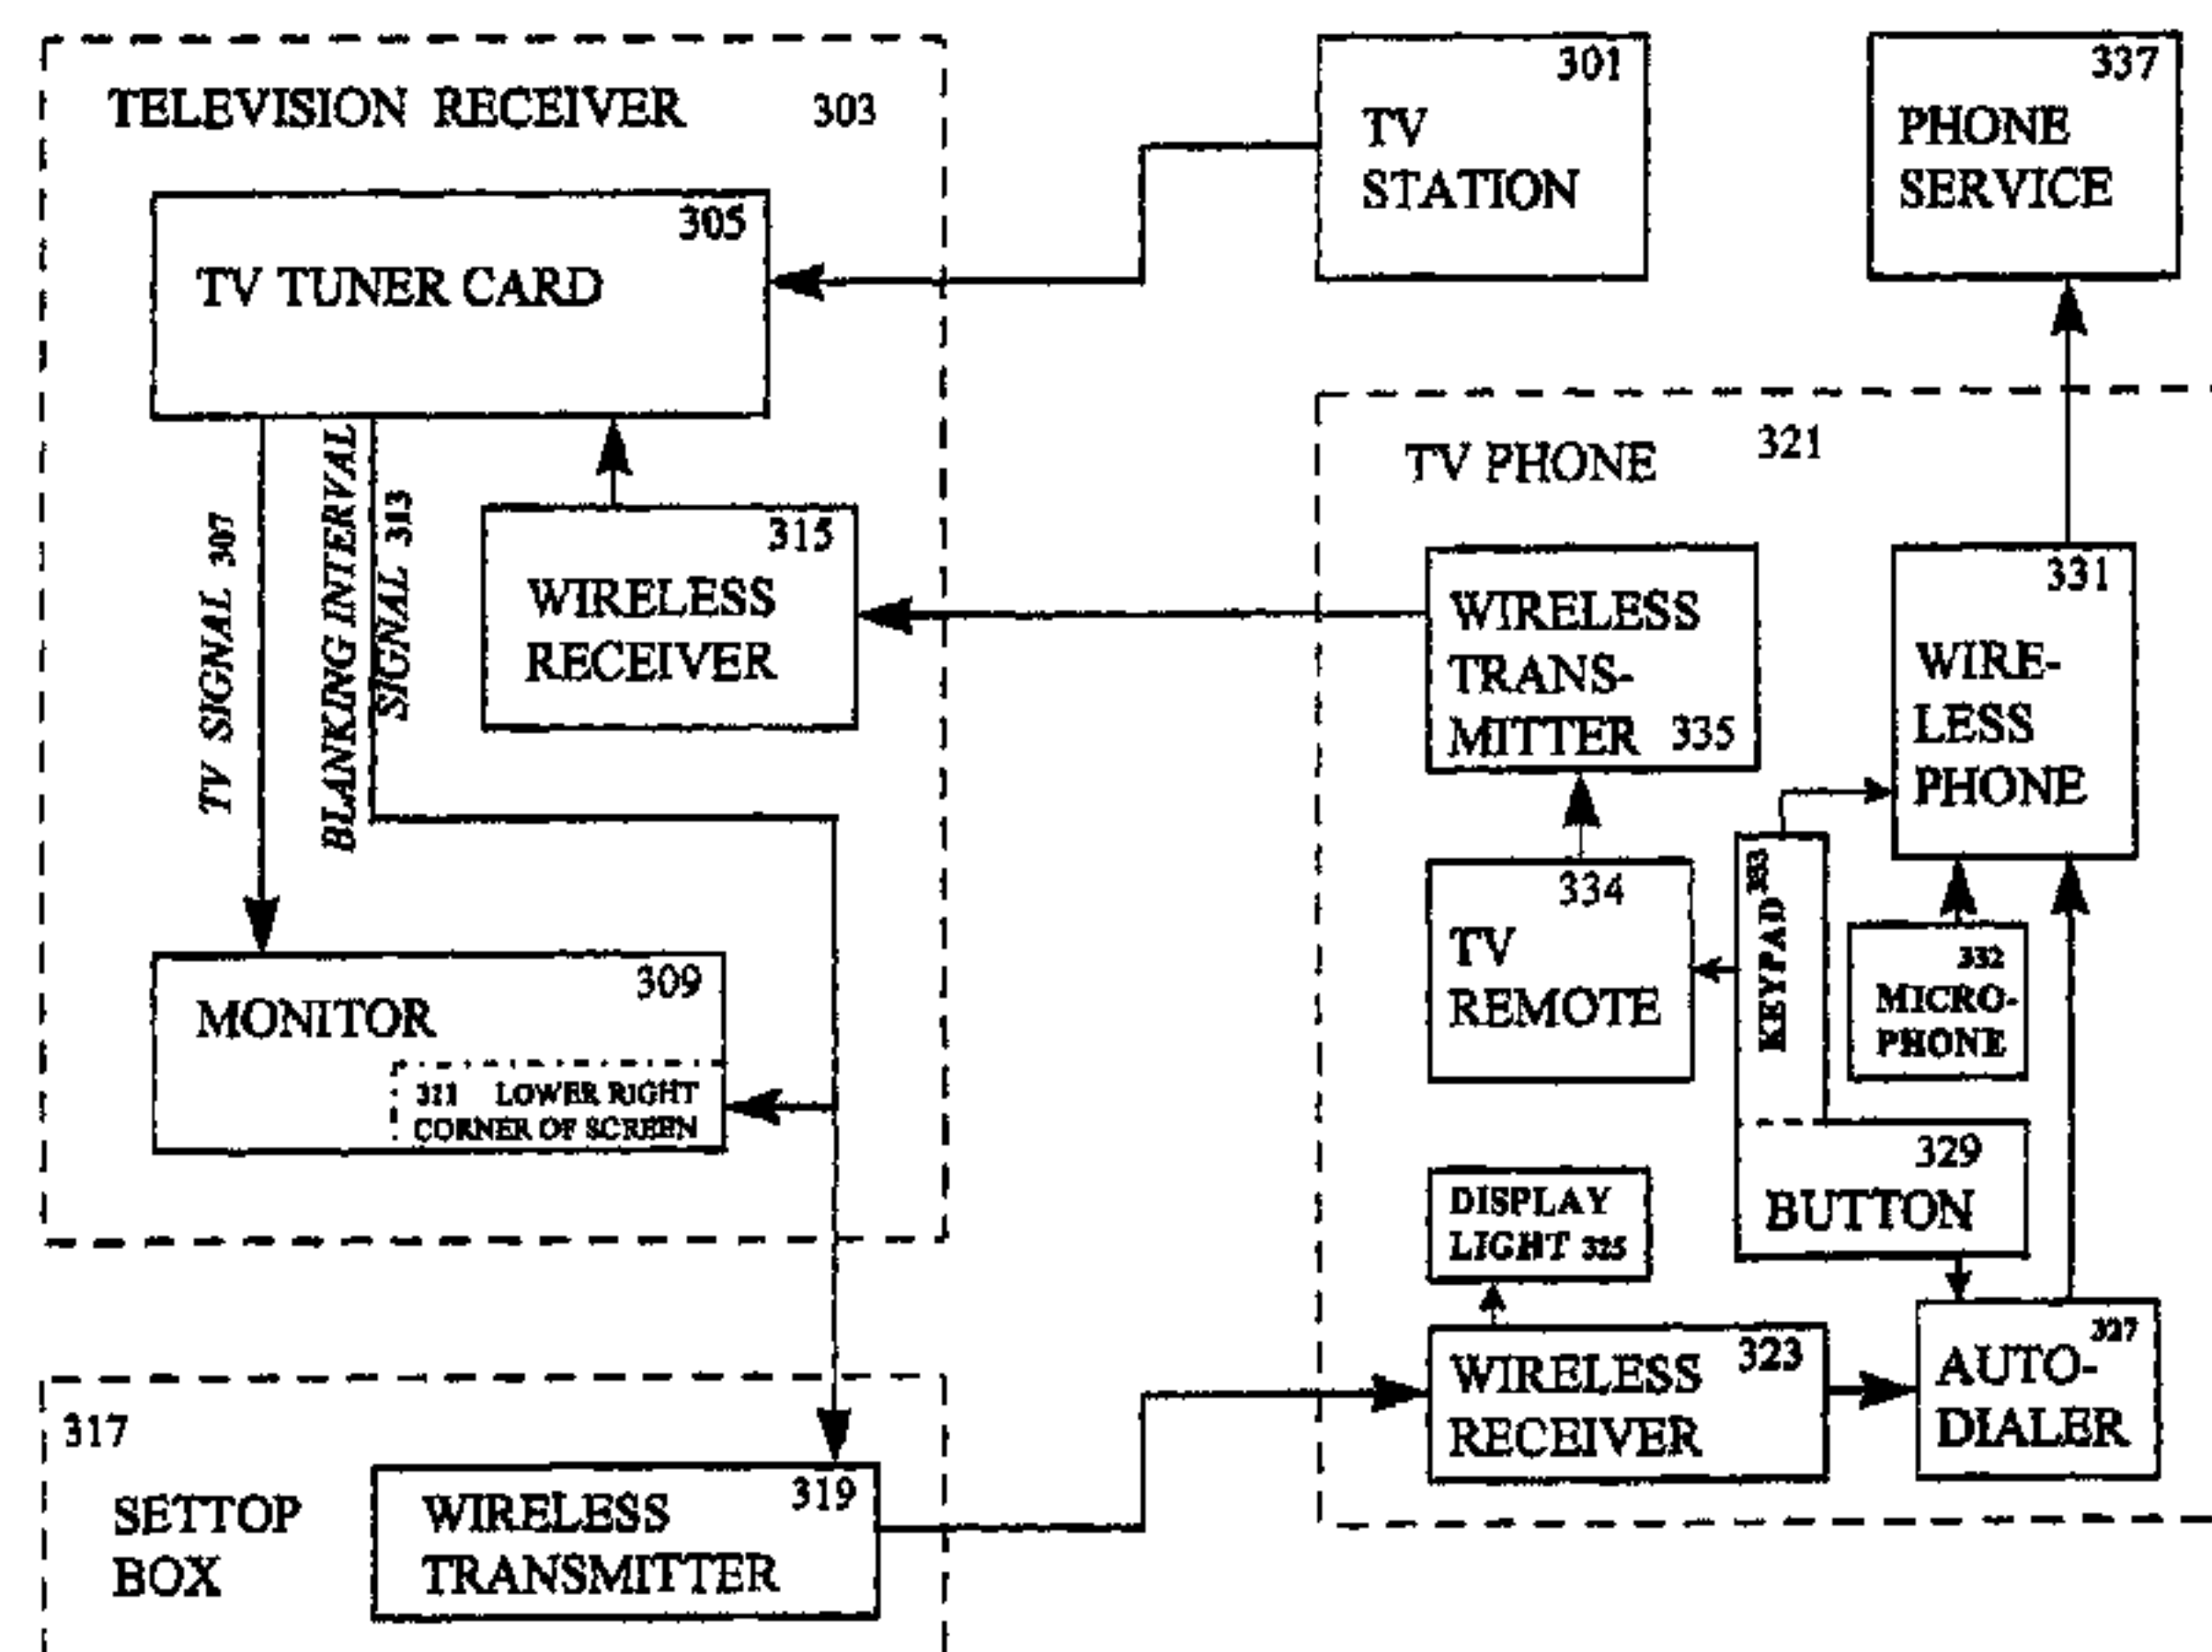 TELEVISION RECEIVER 303
305
TV TUNER CARD
TV SIGNAL 307
BLANKING INTERVAL
SIGNAL 313
315
WIRELESS
RECEIVER
309
MONITOR
311 LOWER RIGHT
CORNER OF SCREEN
317
SETTOP
BOX
319
WIRELESS
TRANSMITTER
301
TV
STATION
337
PHONE
SERVICE
TV PHONE 321
WIRELESS
TRANS-
MITTER 335
331
WIRE-
LESS
PHONE
334
TV
REMOTE
KEYPAD 333
332
MICRO-
PHONE
329
BUTTON
DISPLAY
LIGHT 325
323
WIRELESS
RECEIVER
327
AUTO-
DIALER